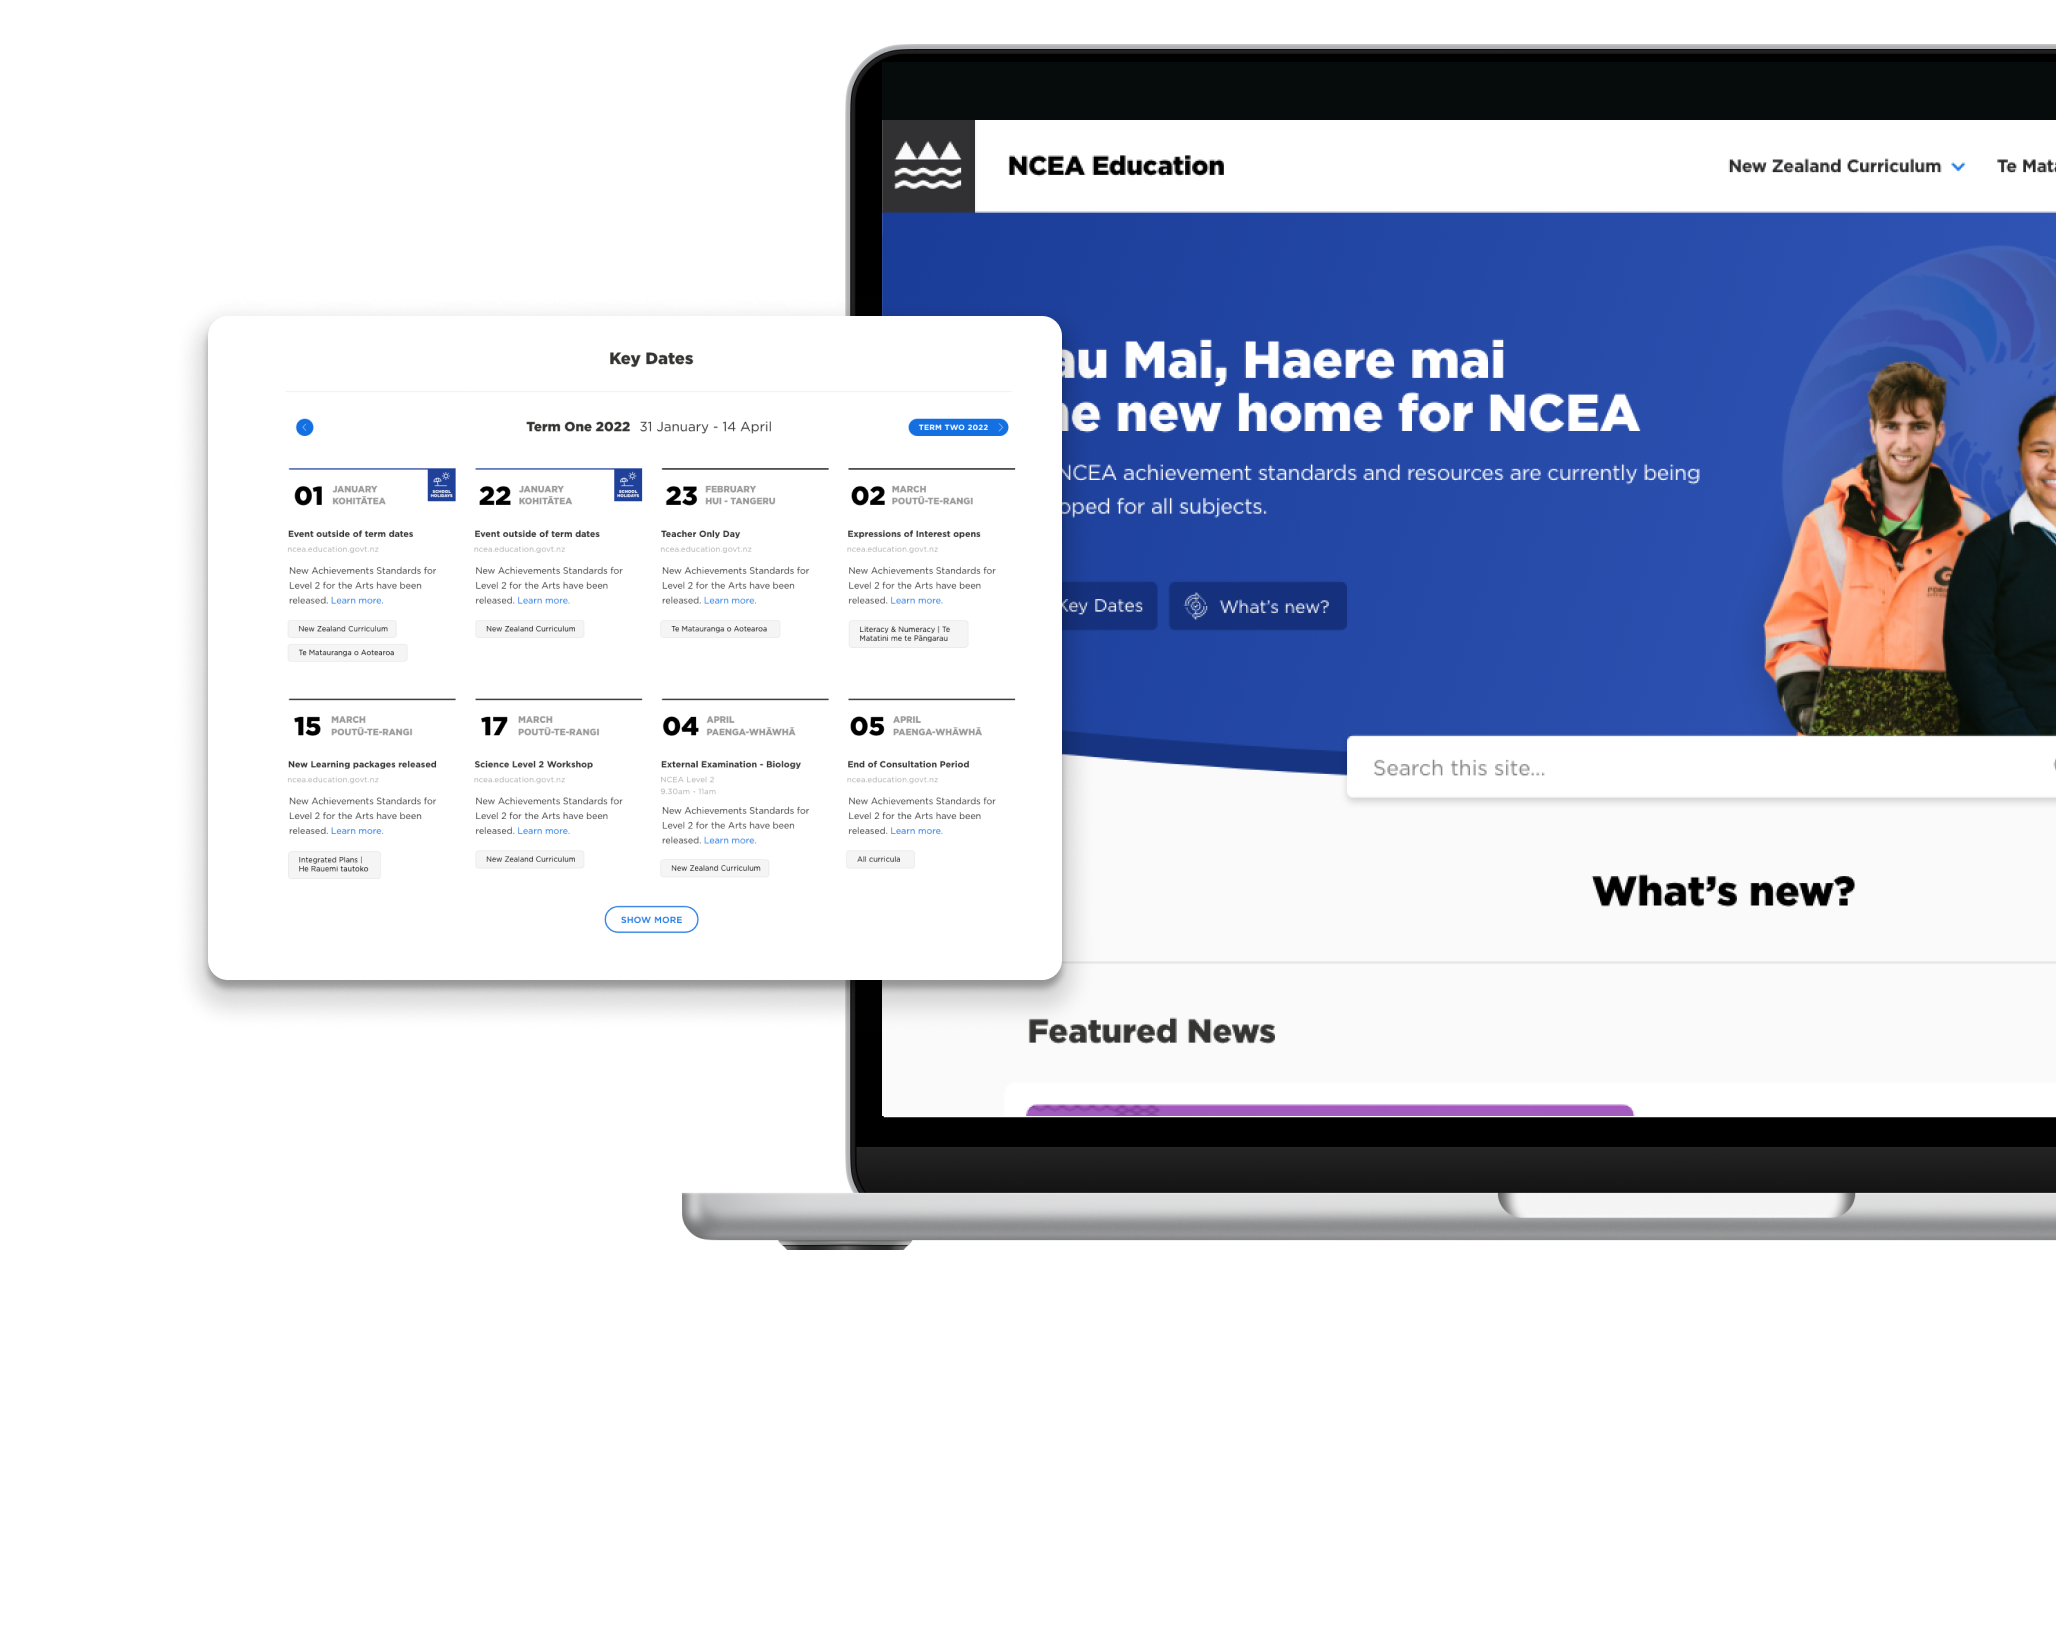 NCEA Education
New Zealand Curriculum
Te
Mai, Haere mai
new home for NCEA
NCEA achievement standards and resources are currently being
for all subjects.
Key Dates
What's new?
Search this site...
What's new?
Featured News
Key Dates
Term One 2022 31 January - 14 April
TERM TWO 2022
01 JANUARY
KOHITĀTEA
SCHOOL
HOLIDAYS
Event outside of term dates
ncea.education.govt.nz
New Achievements Standards for
Level 2 for the Arts have been
released. Learn more.
New Zealand Curriculum
Te Matauranga o Aotearoa
22 JANUARY
KOHITĀTEA
SCHOOL
HOLIDAYS
Event outside of term dates
ncea.education.govt.nz
New Achievements Standards for
Level 2 for the Arts have been
released. Learn more.
New Zealand Curriculum
23 FEBRUARY
HUI - TANGERU
Teacher Only Day
ncea.education.govt.nz
New Achievements Standards for
Level 2 for the Arts have been
released. Learn more.
Te Matauranga o Aotearoa
02 MARCH
POUTŪ-TE-RANGI
Expressions of Interest opens
ncea.education.govt.nz
New Achievements Standards for
Level 2 for the Arts have been
released. Learn more.
Literacy & Numeracy | Te
Matatini me te Pāngarau
15 MARCH
POUTŪ-TE-RANGI
New Learning packages released
ncea.education.govt.nz
New Achievements Standards for
Level 2 for the Arts have been
released. Learn more.
Integrated Plans |
He Rauemi tautoko
17 MARCH
POUTŪ-TE-RANGI
Science Level 2 Workshop
ncea.education.govt.nz
New Achievements Standards for
Level 2 for the Arts have been
released. Learn more.
New Zealand Curriculum
04 APRIL
PAENGA-WHĀWHĀ
External Examination - Biology
NCEA Level 2
9.30am - 11am
New Achievements Standards for
Level 2 for the Arts have been
released. Learn more.
New Zealand Curriculum
05 APRIL
PAENGA-WHĀWHĀ
End of Consultation Period
ncea.education.govt.nz
New Achievements Standards for
Level 2 for the Arts have been
released. Learn more.
All curricula
SHOW MORE